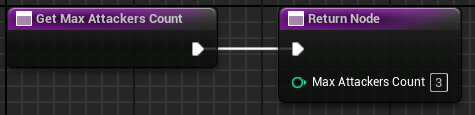 Get Max Attackers Count
Return Node
Max Attackers Count 3